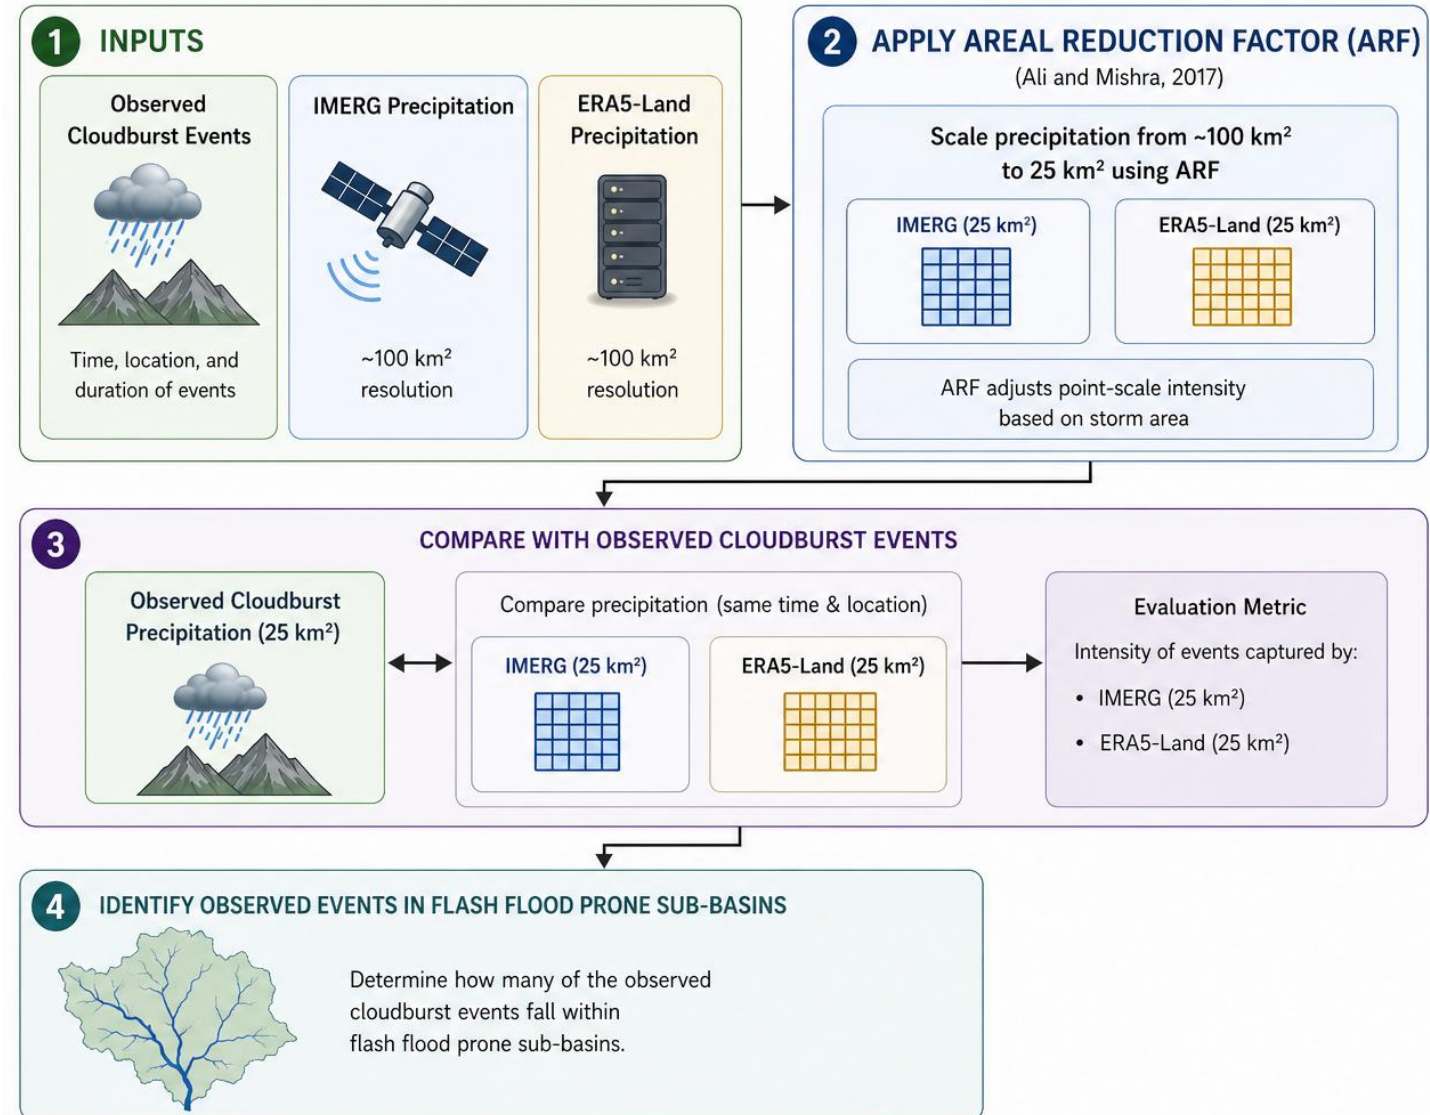 1 INPUTS
Observed
Cloudburst Events
Time, location, and
duration of events
IMERG Precipitation
~100 km²
resolution
ERA5-Land
Precipitation
~100 km²
resolution
2 APPLY AREAL REDUCTION FACTOR (ARF)
(Ali and Mishra, 2017)
Scale precipitation from ~100 km²
to 25 km² using ARF
IMERG (25 km²)
ERA5-Land (25 km²)
ARF adjusts point-scale intensity
based on storm area
3 COMPARE WITH OBSERVED CLOUDBURST EVENTS
Observed Cloudburst
Precipitation (25 km²)
Compare precipitation (same time & location)
IMERG (25 km²)
ERA5-Land (25 km²)
Evaluation Metric
Intensity of events captured by:
• IMERG (25 km²)
• ERA5-Land (25 km²)
4 IDENTIFY OBSERVED EVENTS IN FLASH FLOOD PRONE SUB-BASINS
Determine how many of the observed
cloudburst events fall within
flash flood prone sub-basins.